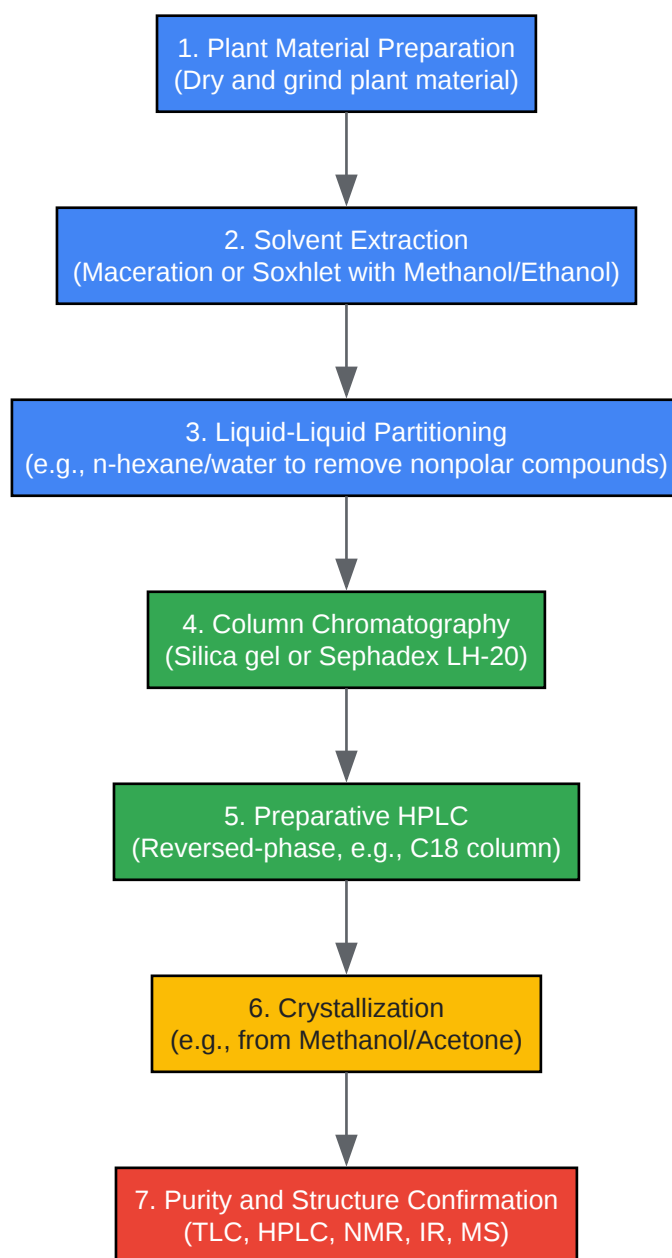 1. Plant Material Preparation
(Dry and grind plant material)
2. Solvent Extraction
(Maceration or Soxhlet with Methanol/Ethanol)
3. Liquid-Liquid Partitioning
(e.g., n-hexane/water to remove nonpolar compounds)
4. Column Chromatography
(Silica gel or Sephadex LH-20)
5. Preparative HPLC
(Reversed-phase, e.g., C18 column)
6. Crystallization
(e.g., from Methanol/Acetone)
7. Purity and Structure Confirmation
(TLC, HPLC, NMR, IR, MS)